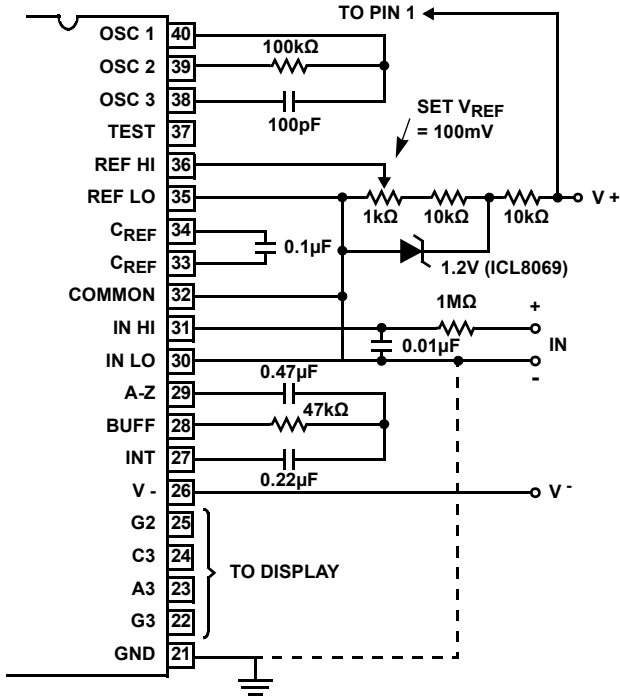 TO PIN 1
OSC 1 40
100kΩ
OSC 2 39
OSC 3 38
100pF
SET VREF
= 100mV
TEST 37
REF HI 36
REF LO 35
1kΩ 10kΩ 10kΩ
V +
CREF 34
0.1µF
CREF 33
1.2V (ICL8069)
COMMON 32
1MΩ
+
IN HI 31
0.01µF
IN
IN LO 30
-
0.47µF
A-Z 29
47kΩ
BUFF 28
INT 27
0.22µF
V - 26
V -
G2 25
C3 24
TO DISPLAY
A3 23
G3 22
GND 21